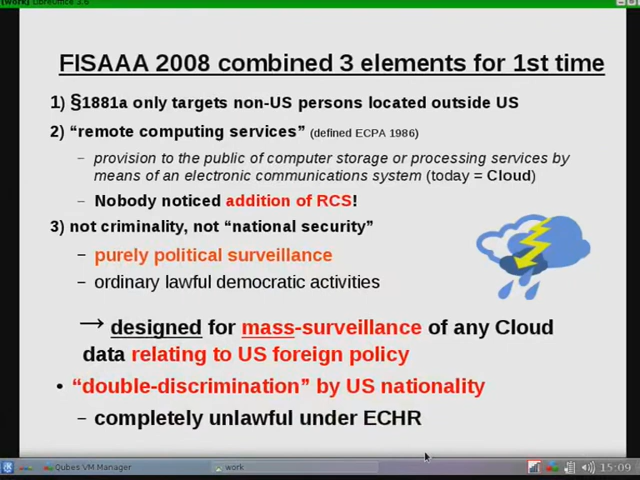 (work) LibreOffice 3.6
FISAAA 2008 combined 3 elements for 1st time
1) §1881a only targets non-US persons located outside US
2) “remote computing services” (defined ECPA 1986)
– provision to the public of computer storage or processing services by
means of an electronic communications system (today = Cloud)
– Nobody noticed addition of RCS!
3) not criminality, not “national security”
– purely political surveillance
– ordinary lawful democratic activities
→ designed for mass-surveillance of any Cloud
data relating to US foreign policy
• “double-discrimination” by US nationality
– completely unlawful under ECHR
Qubes VM Manager work 15:09